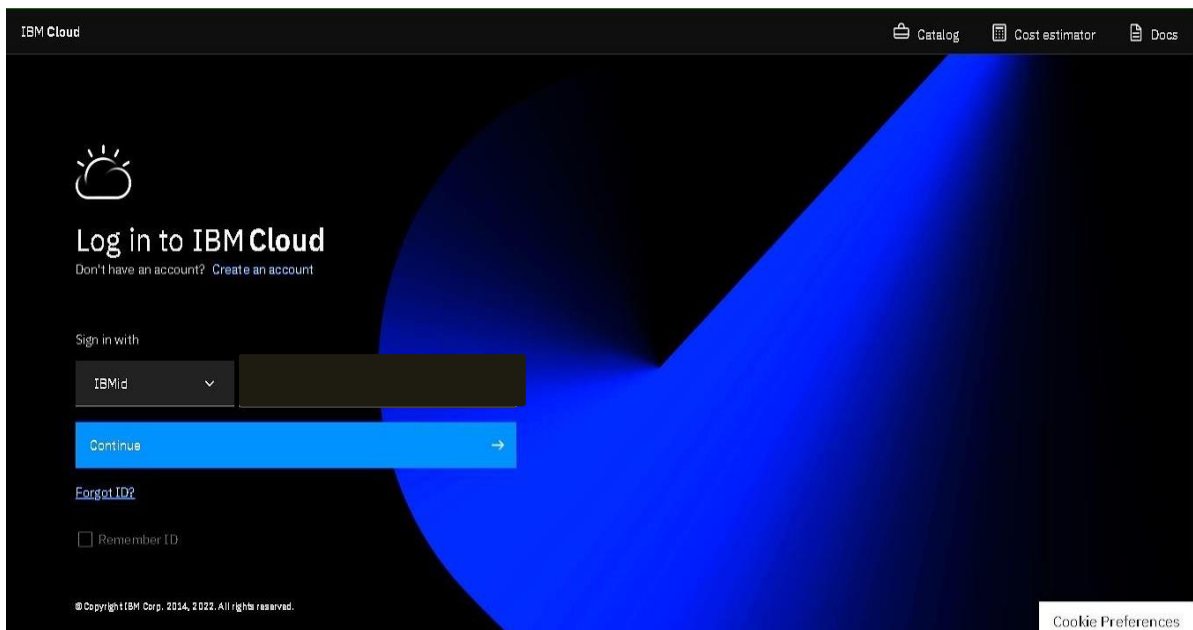 IBM Cloud
Catalog
Cost estimator
Docs
Log in to IBM Cloud
Don't have an account? Create an account
Sign in with
IBMid
Continue
Forgot ID?
Remember ID
© Copyright IBM Corp. 2014, 2022. All rights reserved.
Cookie Preferences